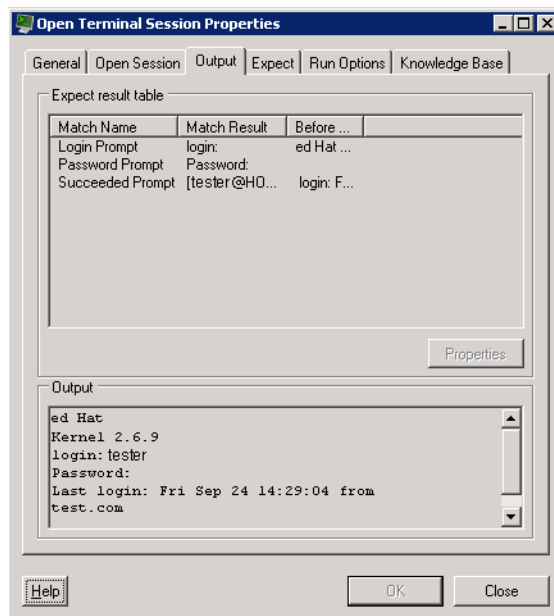 Open Terminal Session Properties
General Open Session Output Expect Run Options Knowledge Base
Expect result table
Match Name Match Result Before ...
Login Prompt login: ed Hat ...
Password Prompt Password:
Succeeded Prompt [tester@HO... login: F...
Properties
Output
ed Hat
Kernel 2.6.9
login: tester
Password:
Last login: Fri Sep 24 14:29:04 from
test.com
Help OK Close